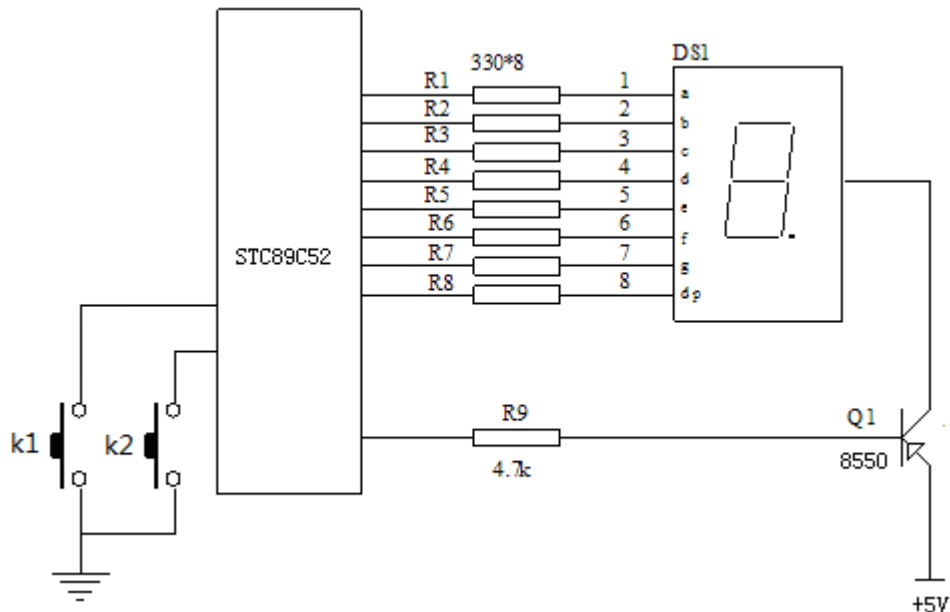 DS1
330*8
R1 1 a
R2 2 b
R3 3 c
R4 4 d
R5 5 e
R6 6 f
R7 7 g
R8 8 dp
STC89C52
k1 k2
R9
4.7k
Q1
8550
+5V